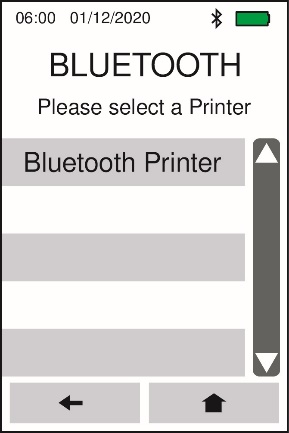 06:00 01/12/2020
BLUETOOTH
Please select a Printer
Bluetooth Printer